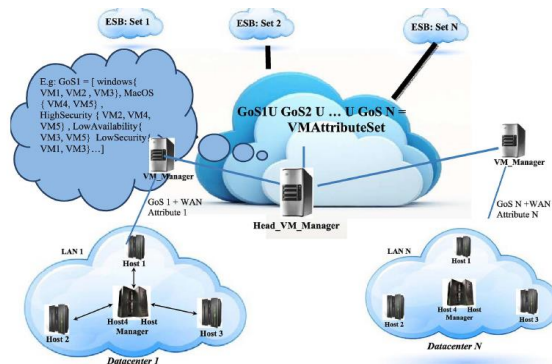 ESB: Set 1
ESB: Set 2
ESB: Set N
E.g: GoS1 = [ windows{
VM1, VM2 , VM3}, MacOS
{ VM4, VM5} ,
HighSecurity { VM2, VM4,
VM5} , LowAvailability{
VM3, VM5} LowSecurity{
VM1, VM3}...]
GoS1U GoS2 U ... U GoS N =
VMAttributeSet
VM_Manager
VM_Manager
Head_VM_Manager
GoS 1 + WAN
Attribute 1
GoS N +WAN
Attribute N
LAN 1
Host 1
Host4 Host
Manager
Host 2
Host 3
Datacenter 1
LAN N
Host 1
Host 4 Host
Manager
Host 2
Host 3
Datacenter N